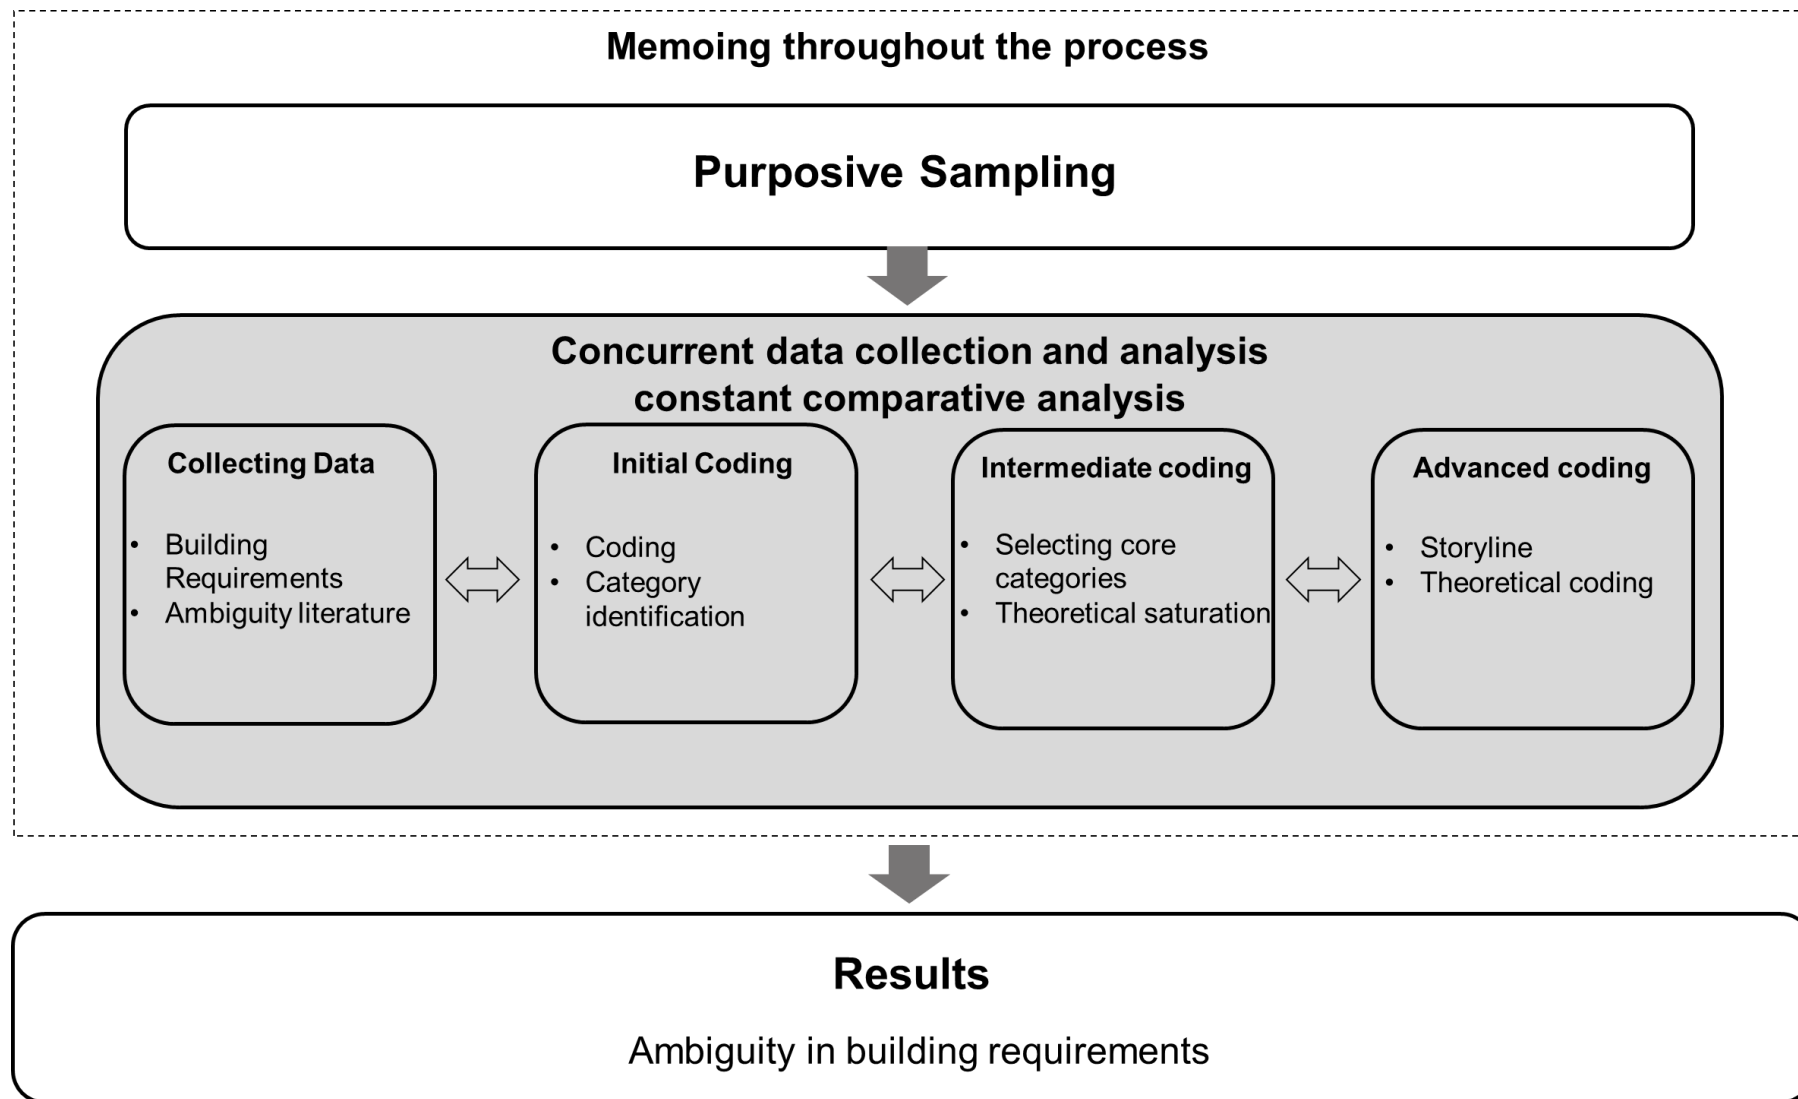 Memoing throughout the process
Purposive Sampling
Concurrent data collection and analysis
constant comparative analysis
Collecting Data
• Building
Requirements
• Ambiguity literature
Initial Coding
• Coding
• Category
identification
Intermediate coding
• Selecting core
categories
• Theoretical saturation
Advanced coding
• Storyline
• Theoretical coding
Results
Ambiguity in building requirements